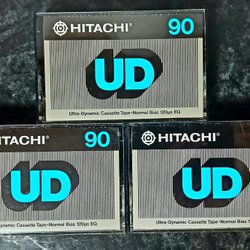 HITACHI® 90
UD
Ultra-Dynamic Cassette Tape-Normal Bias 120μs EQ
HITACHI® 90
UD
Ultra-Dynamic Cassette Tape-Normal Bias 120μs EQ
HITACHI®
UD
Ultra-Dynamic Cassette Tape-Normal Bias 120μs